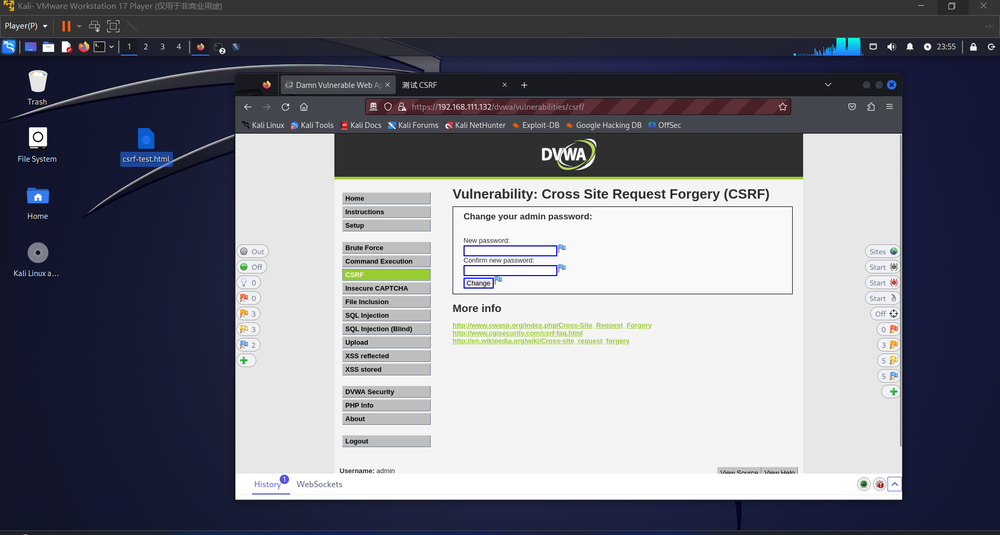 Kali- VMware Workstation 17 Player (仅用于非商业用途)
Player(P)
1 2 3 4
2
23:55
Trash
File System
csrf-test.html
Home
Kali Linux a...
Damn Vulnerable Web Ap
测试 CSRF
https://192.168.111.132/dvwa/vulnerabilities/csrf/
Kali Linux Kali Tools Kali Docs Kali Forums Kali NetHunter Exploit-DB Google Hacking DB OffSec
DVWA
Home
Instructions
Setup
Brute Force
Command Execution
CSRF
Insecure CAPTCHA
File Inclusion
SQL Injection
SQL Injection (Blind)
Upload
XSS reflected
XSS stored
DVWA Security
PHP Info
About
Logout
Vulnerability: Cross Site Request Forgery (CSRF)
Change your admin password:
New password:
Confirm new password:
Change
More info
http://www.owasp.org/index.php/Cross-Site_Request_Forgery
http://www.cgisecurity.com/csrf-faq.html
http://en.wikipedia.org/wiki/Cross-site_request_forgery
Username: admin
View Source View Help
Out
Off
0
0
3
3
2
Sites
Start
Start
Start
Off
0
3
5
5
History 1 WebSockets